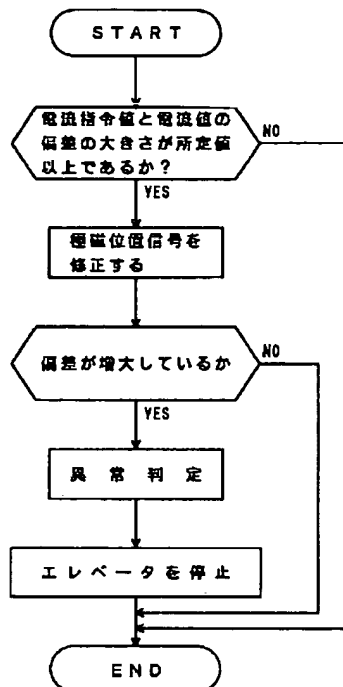 START
電流指令値と電流値の
偏差の大きさが所定値
以上であるか？
NO
YES
極磁位置信号を
修正する
偏差が増大しているか
NO
YES
異常判定
エレベータを停止
END